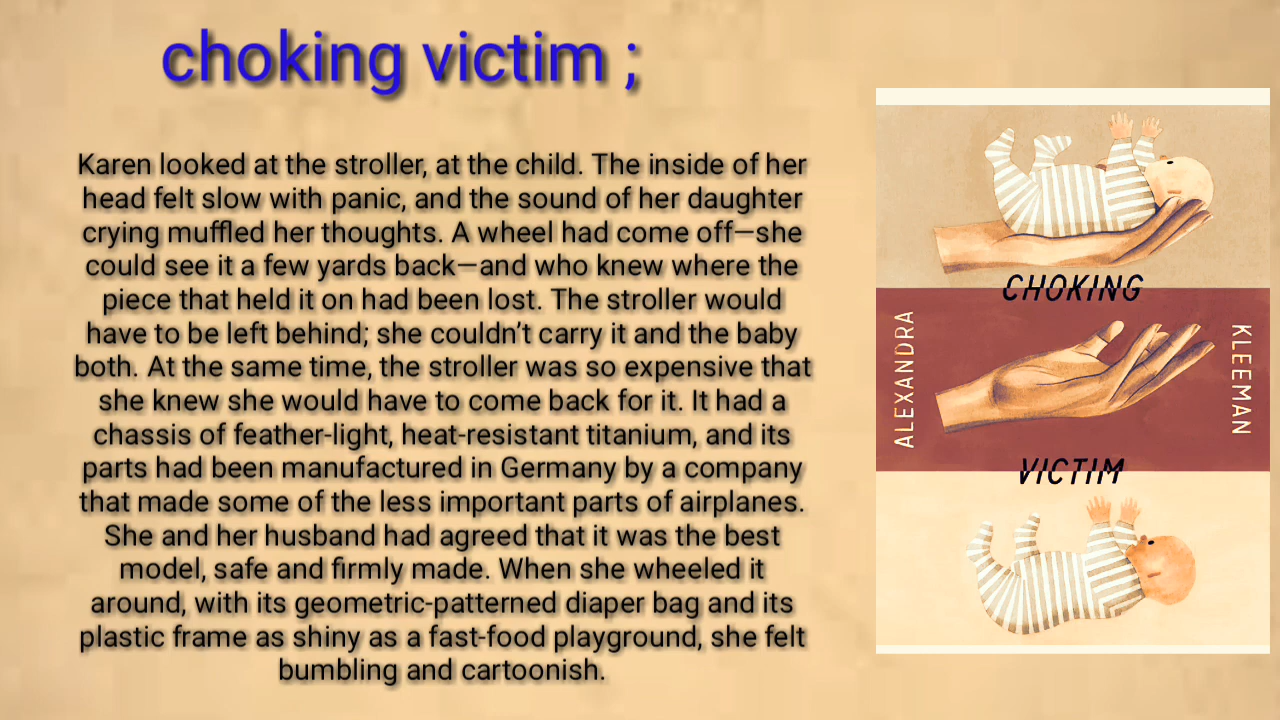 choking victim ;
Karen looked at the stroller, at the child. The inside of her
head felt slow with panic, and the sound of her daughter
crying muffled her thoughts. A wheel had come off—she
could see it a few yards back—and who knew where the
piece that held it on had been lost. The stroller would
have to be left behind; she couldn’t carry it and the baby
both. At the same time, the stroller was so expensive that
she knew she would have to come back for it. It had a
chassis of feather-light, heat-resistant titanium, and its
parts had been manufactured in Germany by a company
that made some of the less important parts of airplanes.
She and her husband had agreed that it was the best
model, safe and firmly made. When she wheeled it
around, with its geometric-patterned diaper bag and its
plastic frame as shiny as a fast-food playground, she felt
bumbling and cartoonish.
CHOKING
ALEXANDRA
KLEEMAN
VICTIM